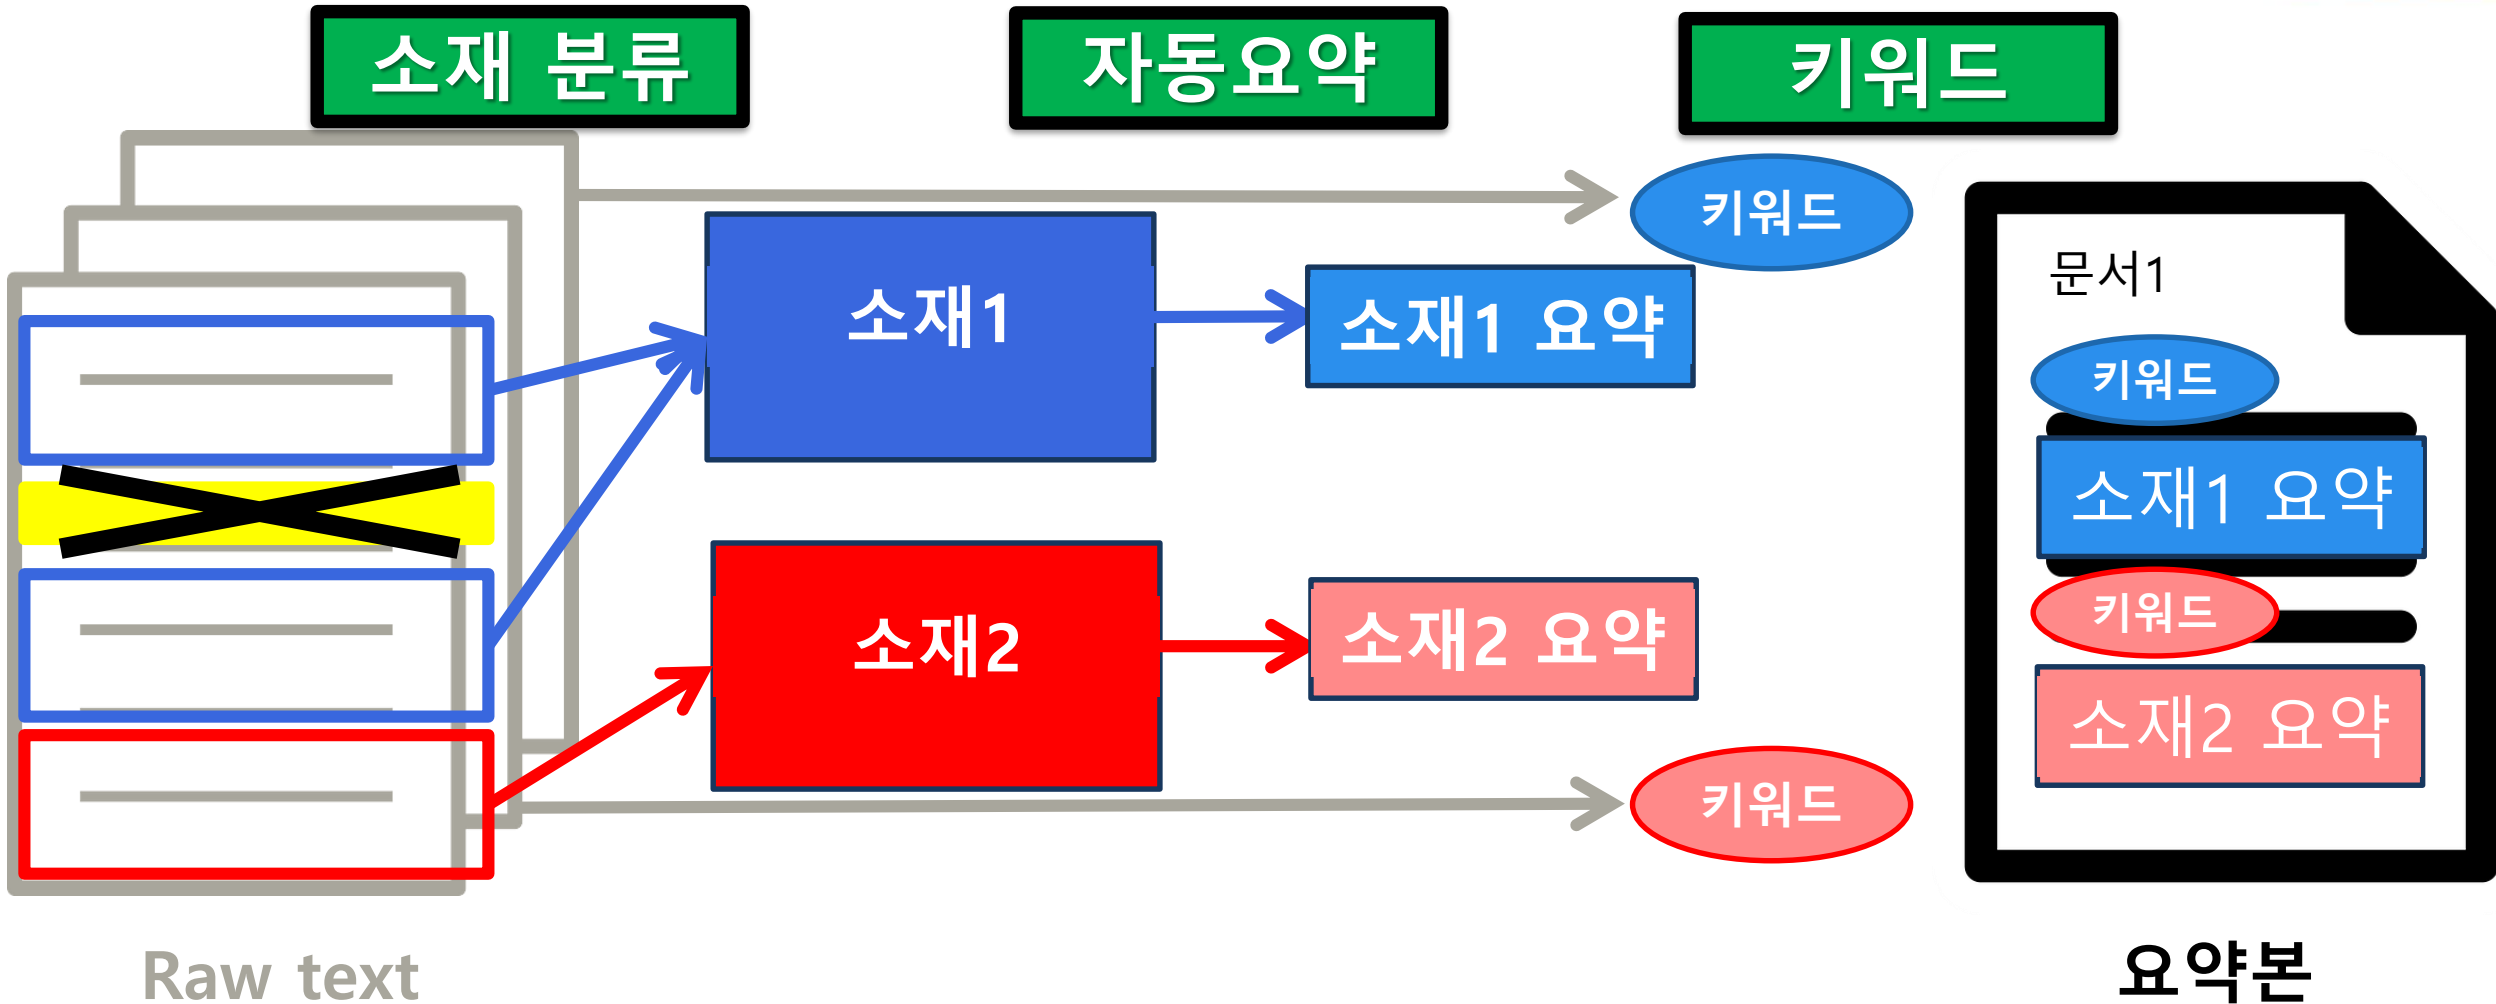 소재 분류
자동요약
키워드
키워드
문서1
소재1
소재1 요약
키워드
소재1 요약
소재2
소재2 요약
키워드
소재2 요약
키워드
Raw text
요약본